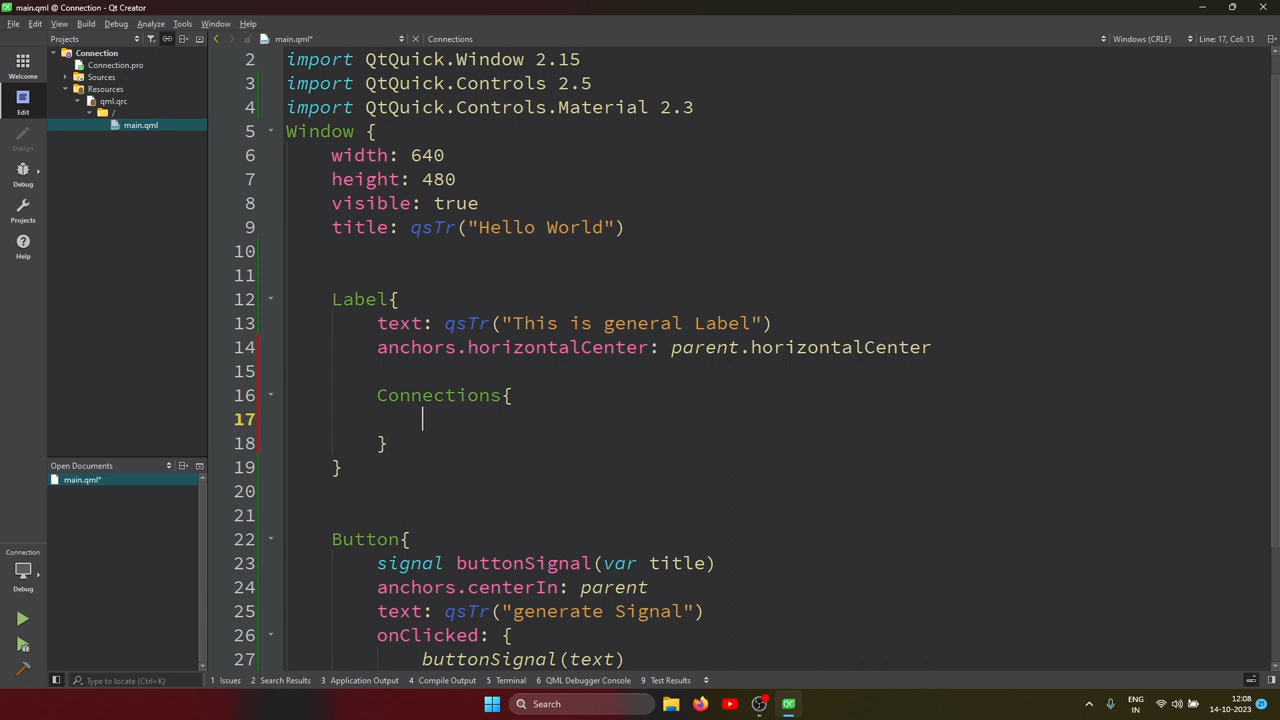 main.qml @ Connection - Qt Creator
File Edit View Build Debug Analyze Tools Window Help
Projects
main.qml*
Connections
Windows (CRLF)
Line: 17, Col: 13
Welcome
Edit
Design
Debug
Projects
Help
Connection
Connection.pro
Sources
Resources
qml.qrc
/
main.qml
2 import QtQuick.Window 2.15
3 import QtQuick.Controls 2.5
4 import QtQuick.Controls.Material 2.3
5 Window {
6 width: 640
7 height: 480
8 visible: true
9 title: qsTr("Hello World")
10
11
12 Label{
13 text: qsTr("This is general Label")
14 anchors.horizontalCenter: parent.horizontalCenter
15
16 Connections{
17
18 }
19 }
20
21
22 Button{
23 signal buttonSignal(var title)
24 anchors.centerIn: parent
25 text: qsTr("generate Signal")
26 onClicked: {
27 buttonSignal(text)
Open Documents
main.qml*
Connection
Debug
Type to locate (Ctrl+K)
1 Issues 2 Search Results 3 Application Output 4 Compile Output 5 Terminal 6 QML Debugger Console 9 Test Results
Search
QC
ENG
IN
12:08
14-10-2023